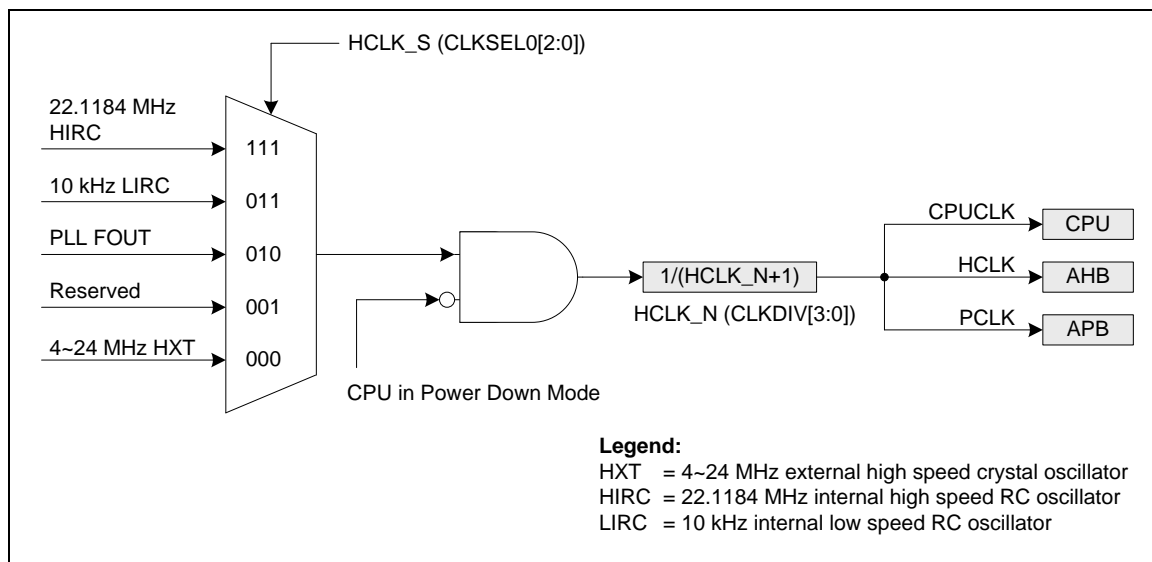 HCLK_S (CLKSEL0[2:0])
22.1184 MHz
HIRC
111
10 kHz LIRC
011
PLL FOUT
010
Reserved
001
4~24 MHz HXT
000
CPU in Power Down Mode
1/(HCLK_N+1)
HCLK_N (CLKDIV[3:0])
CPUCLK
CPU
HCLK
AHB
PCLK
APB
Legend:
HXT = 4~24 MHz external high speed crystal oscillator
HIRC = 22.1184 MHz internal high speed RC oscillator
LIRC = 10 kHz internal low speed RC oscillator